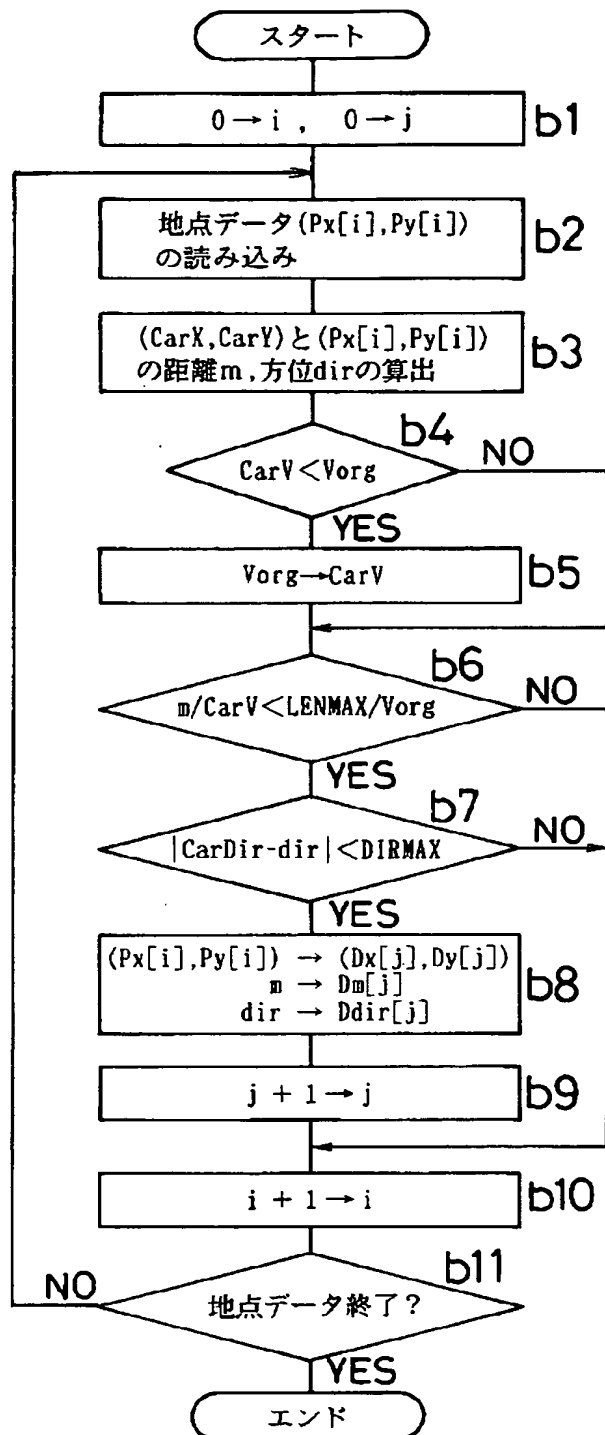 スタート
0→i , 0→j
b1
地点データ(Px[i],Py[i])
の読み込み
b2
(CarX,CarY)と(Px[i],Py[i])
の距離m,方位dirの算出
b3
b4
CarV<Vorg
NO
YES
Vorg→CarV
b5
b6
m/CarV<LENMAX/Vorg
NO
YES
b7
|CarDir-dir|<DIRMAX
NO
YES
(Px[i],Py[i]) → (Dx[j],Dy[j])
m → Dm[j]
dir → Ddir[j]
b8
j + 1→j
b9
i + 1→i
b10
b11
NO
地点データ終了?
YES
エンド